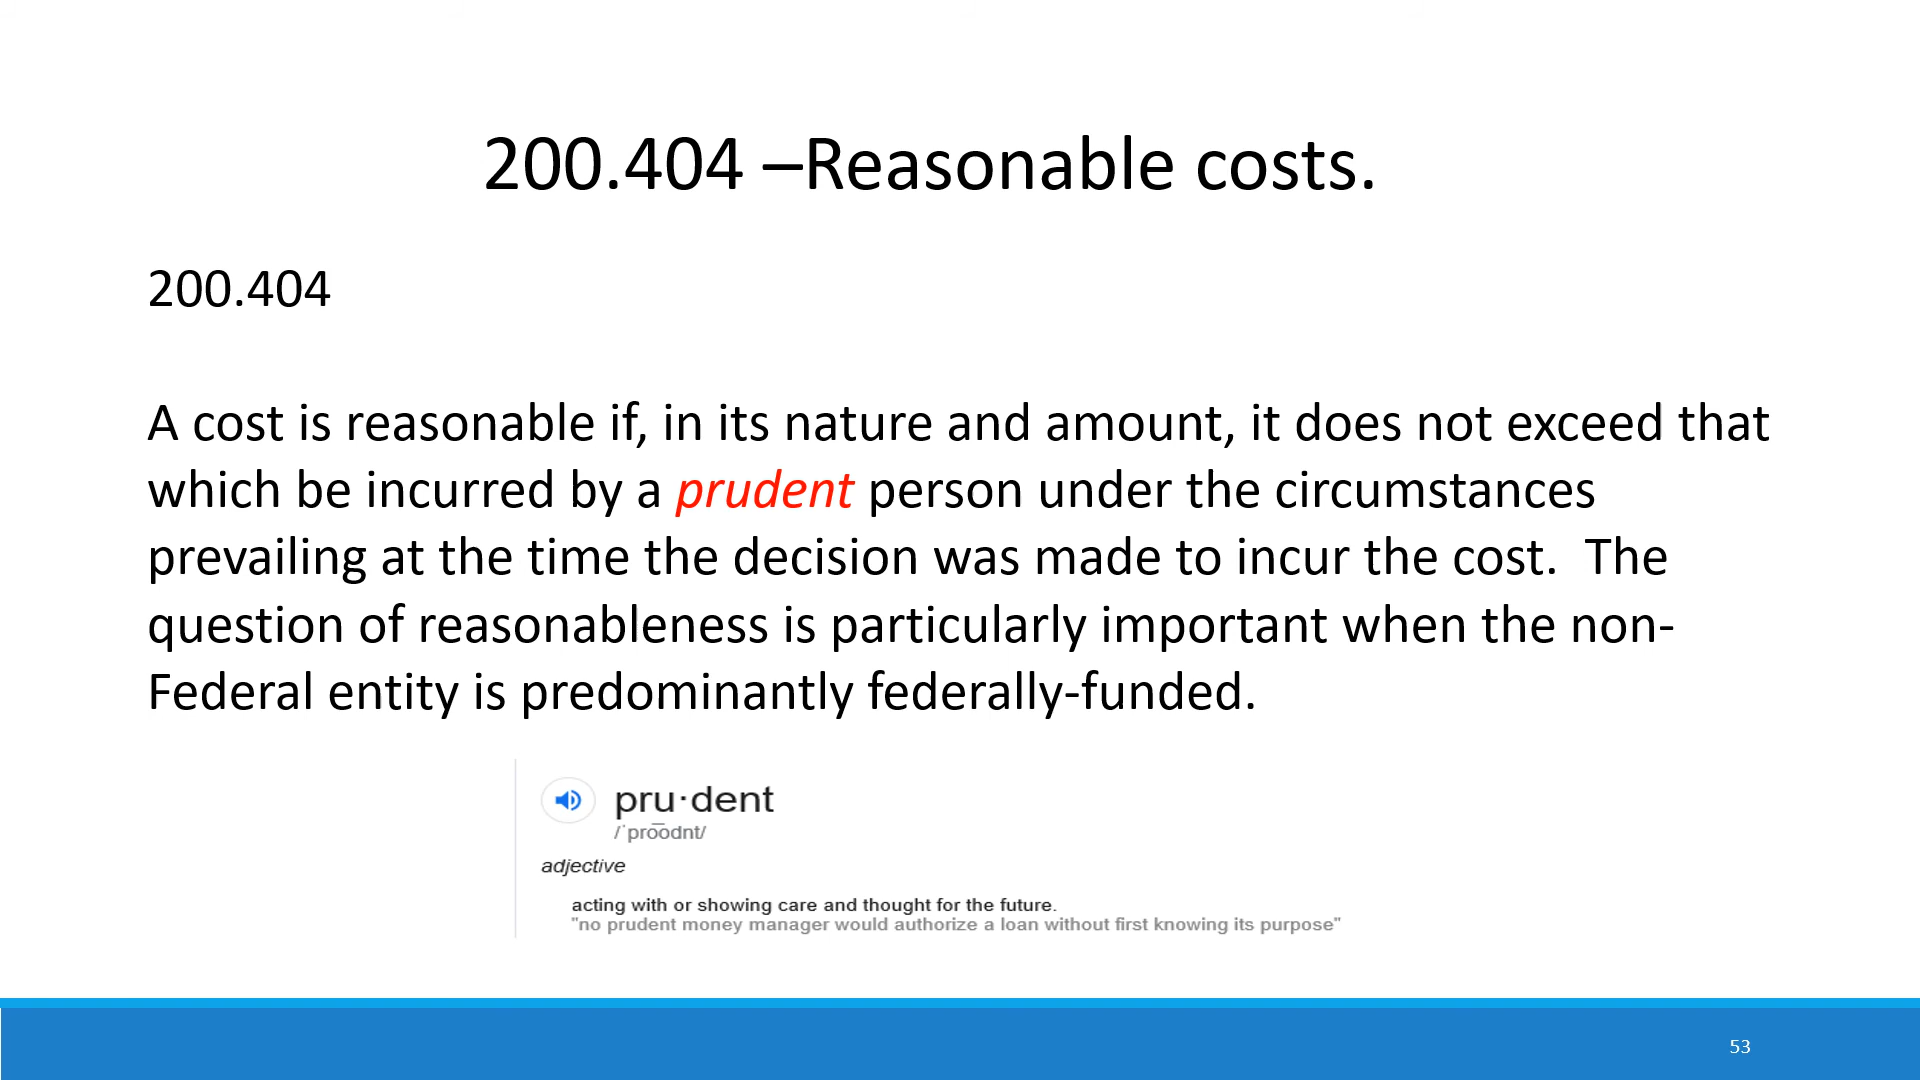 200.404 –Reasonable costs.
200.404
A cost is reasonable if, in its nature and amount, it does not exceed that
which be incurred by a prudent person under the circumstances
prevailing at the time the decision was made to incur the cost.  The
question of reasonableness is particularly important when the non-
Federal entity is predominantly federally-funded.
pru·dent
/ˈpro͞odnt/
adjective
acting with or showing care and thought for the future.
"no prudent money manager would authorize a loan without first knowing its purpose"
53